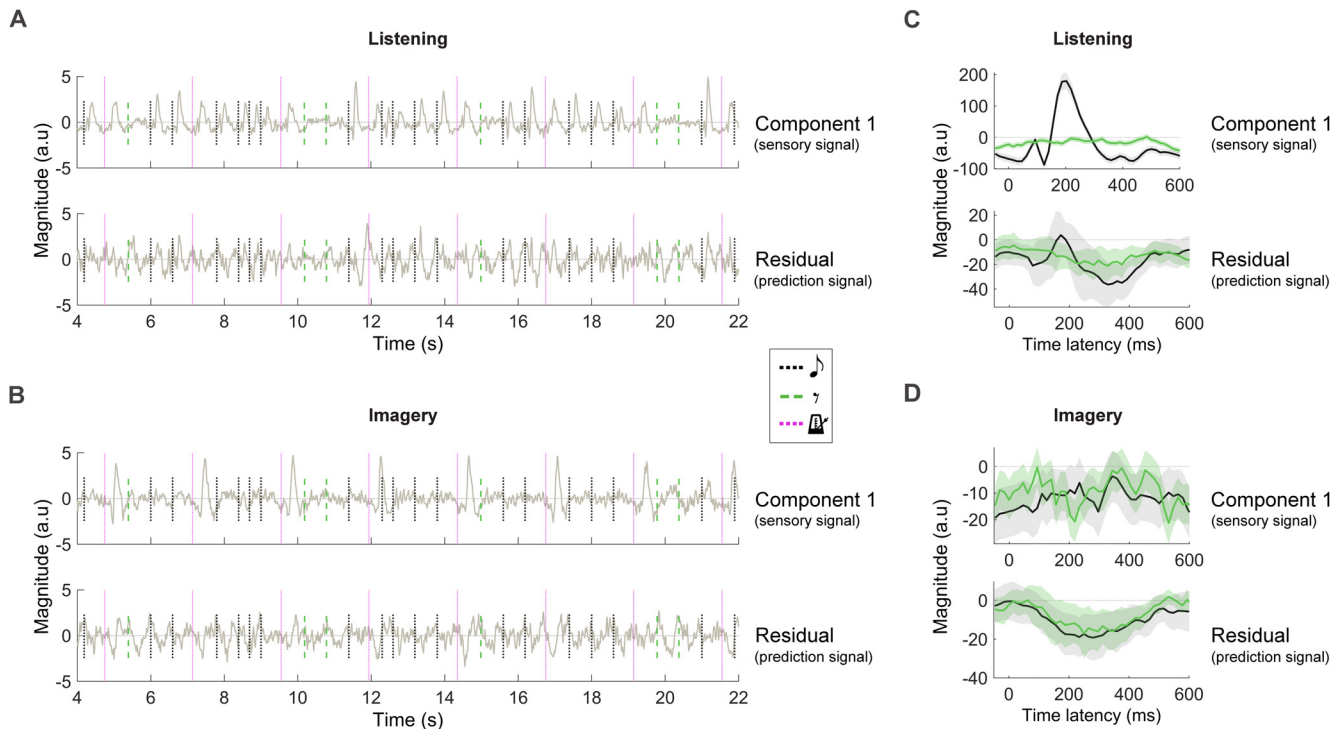 A
Listening
Magnitude (a.u)
5
0
-5
Component 1
(sensory signal)
5
0
-5
Residual
(prediction signal)
4 6 8 10 12 14 16 18 20 22
Time (s)
B
Imagery
Magnitude (a.u)
5
0
-5
Component 1
(sensory signal)
5
0
-5
Residual
(prediction signal)
4 6 8 10 12 14 16 18 20 22
Time (s)
C
Listening
Magnitude (a.u)
200
100
0
-100
0 200 400 600
Component 1
(sensory signal)
20
0
-20
-40
0 200 400 600
Residual
(prediction signal)
Time latency (ms)
D
Imagery
Magnitude (a.u)
0
-10
-20
0 200 400 600
Component 1
(sensory signal)
0
-20
-40
0 200 400 600
Residual
(prediction signal)
Time latency (ms)